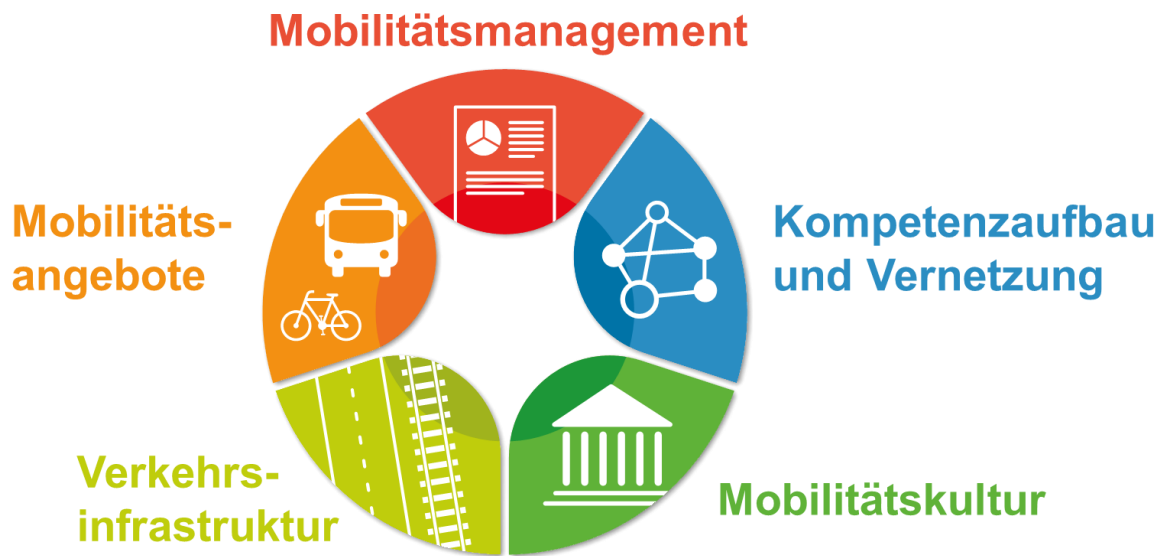 Mobilitätsmanagement
Mobilitäts-
angebote
Kompetenzaufbau
und Vernetzung
Verkehrs-
infrastruktur
Mobilitätskultur